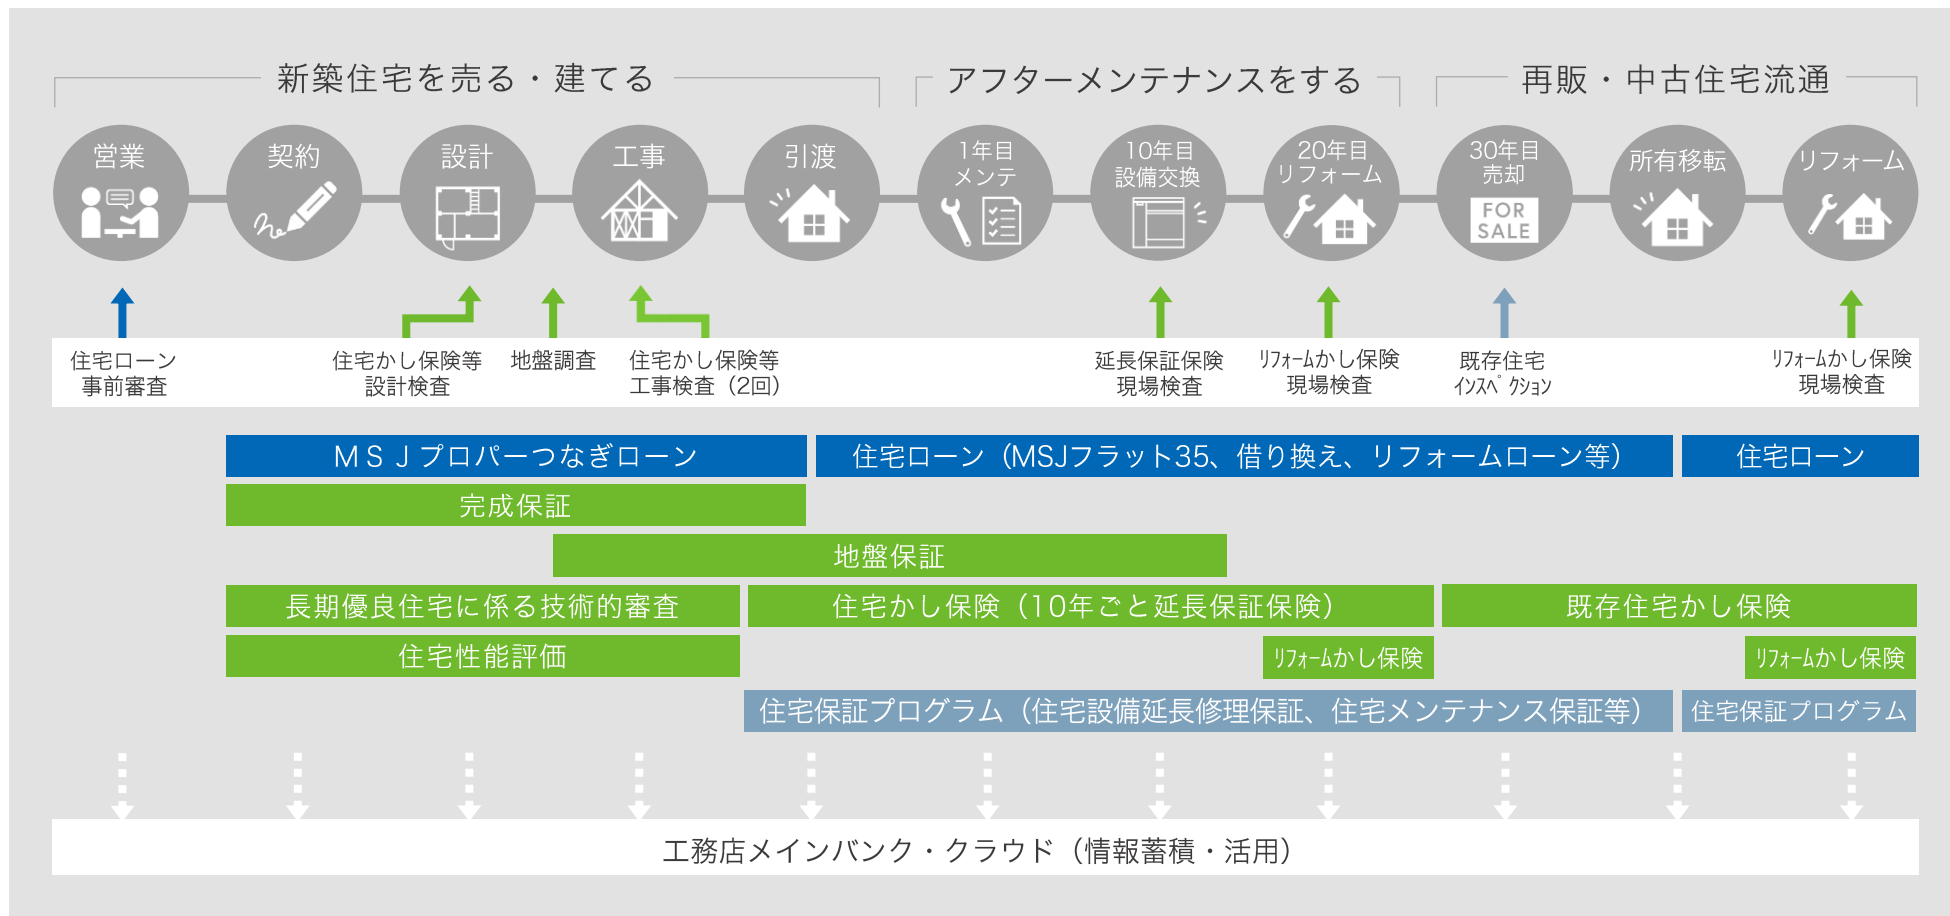 新築住宅を売る・建てる
アフターメンテナンスをする
再販・中古住宅流通
営業
契約
設計
工事
引渡
1年目
メンテ
10年目
設備交換
20年目
リフォーム
30年目
売却
FOR
SALE
所有移転
リフォーム
住宅ローン
事前審査
住宅かし保険等
設計検査
地盤調査
住宅かし保険等
工事検査（2回）
延長保証保険
現場検査
ﾘﾌｫｰﾑかし保険
現場検査
既存住宅
ｲﾝｽﾍﾟｸｼｮﾝ
ﾘﾌｫｰﾑかし保険
現場検査
ＭＳＪプロパーつなぎローン
住宅ローン（MSJフラット35、借り換え、リフォームローン等）
住宅ローン
完成保証
地盤保証
長期優良住宅に係る技術的審査
住宅かし保険（10年ごと延長保証保険）
既存住宅かし保険
住宅性能評価
ﾘﾌｫｰﾑかし保険
ﾘﾌｫｰﾑかし保険
住宅保証プログラム（住宅設備延長修理保証、住宅メンテナンス保証等）
住宅保証プログラム
工務店メインバンク・クラウド（情報蓄積・活用）